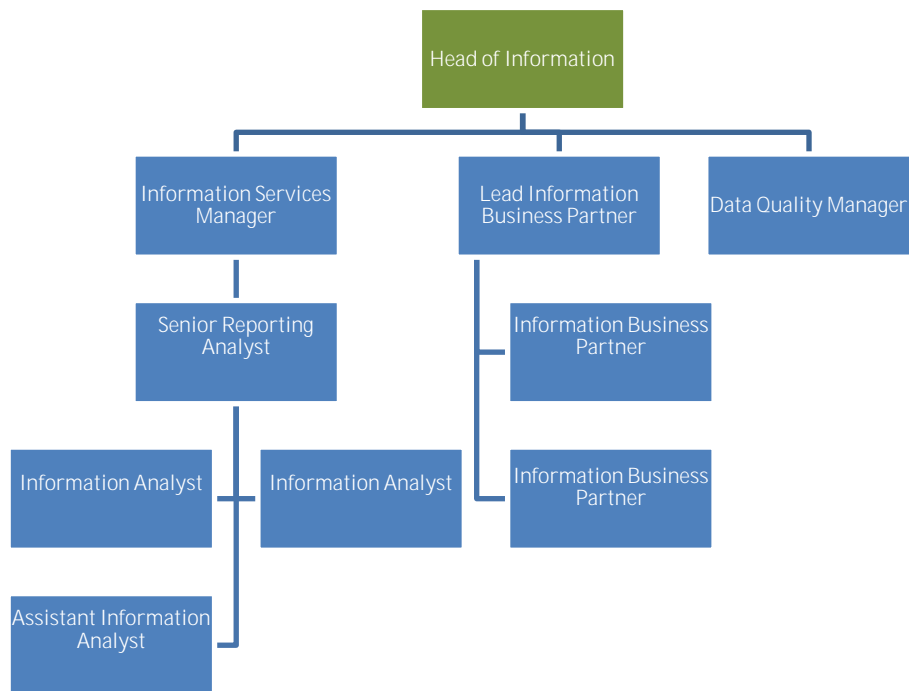 Head of Information
Information Services
Manager
Lead Information
Business Partner
Data Quality Manager
Senior Reporting
Analyst
Information Business
Partner
Information Analyst
Information Analyst
Information Business
Partner
Assistant Information
Analyst